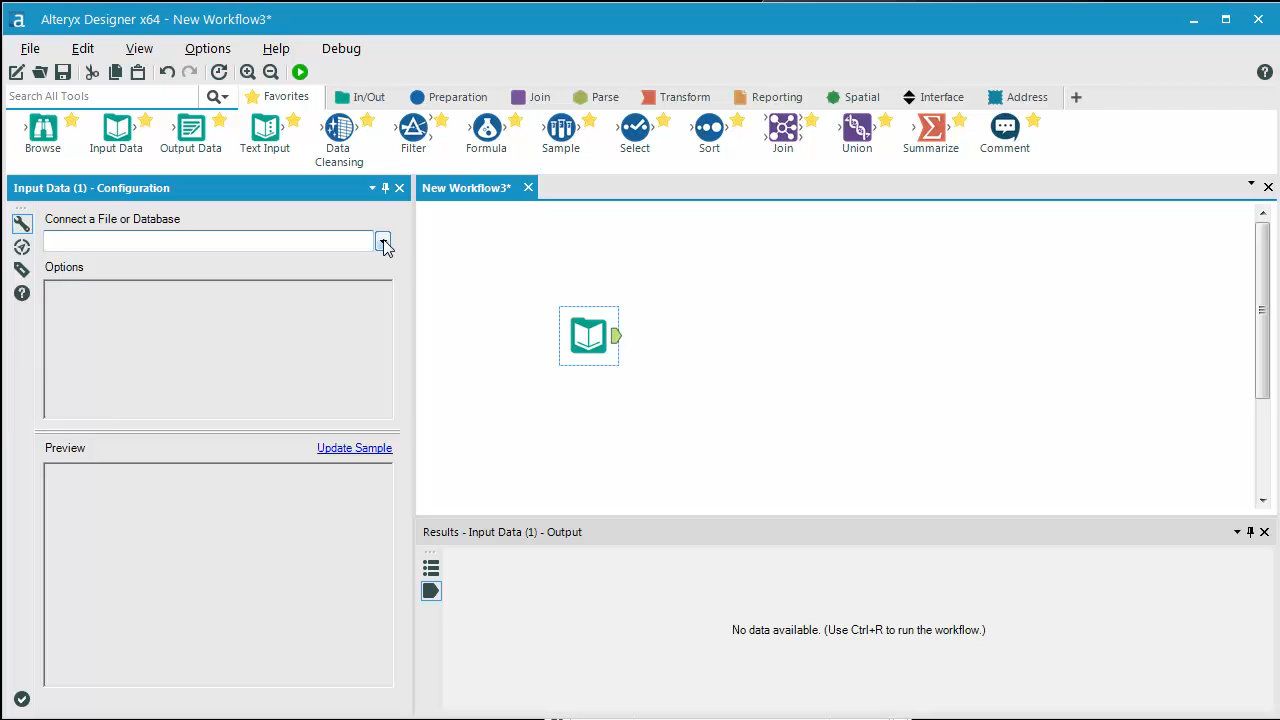 Alteryx Designer x64 - New Workflow3*
File Edit View Options Help Debug
Search All Tools Favorites In/Out Preparation Join Parse Transform Reporting Spatial Interface Address
Browse Input Data Output Data Text Input Data Cleansing Filter Formula Sample Select Sort Join Union Summarize Comment
Input Data (1) - Configuration
New Workflow3*
Connect a File or Database
Options
Preview Update Sample
Results - Input Data (1) - Output
No data available. (Use Ctrl+R to run the workflow.)